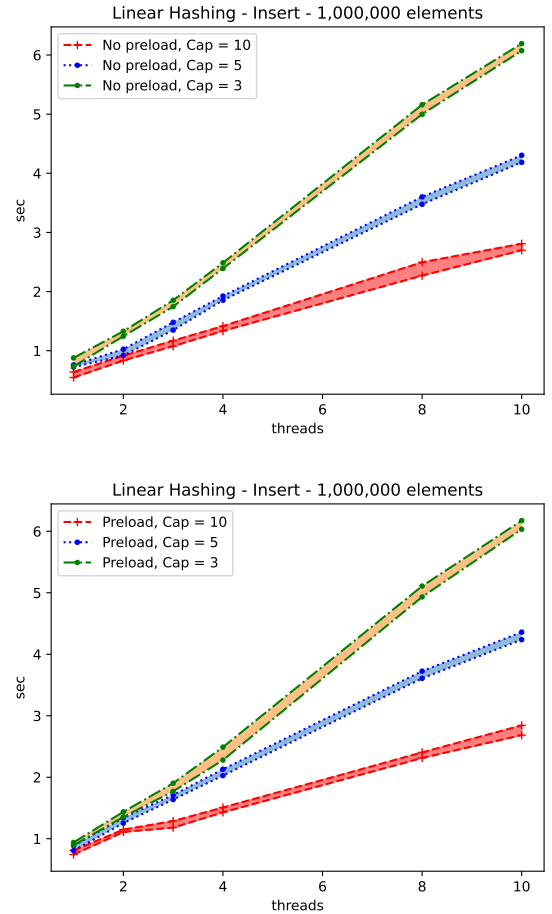 Linear Hashing - Insert - 1,000,000 elements
No preload, Cap = 10
No preload, Cap = 5
No preload, Cap = 3
6
5
4
3
2
1
sec
2 4 6 8 10
threads
Linear Hashing - Insert - 1,000,000 elements
Preload, Cap = 10
Preload, Cap = 5
Preload, Cap = 3
6
5
4
3
2
1
sec
2 4 6 8 10
threads